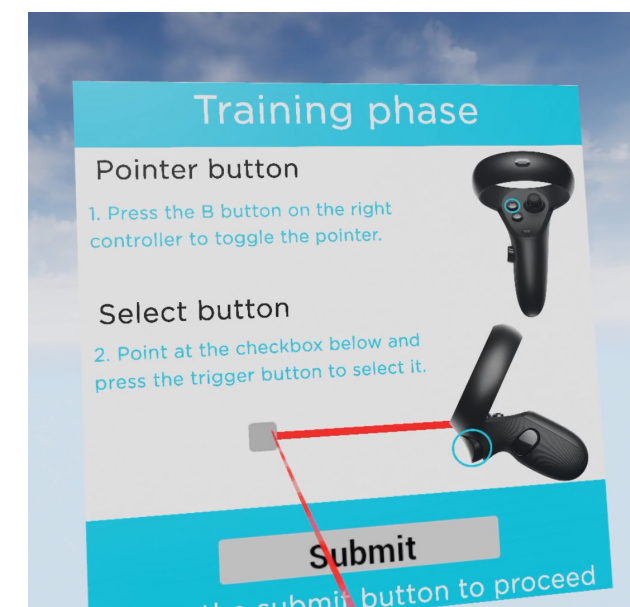 Training phase
Pointer button
1. Press the B button on the right
controller to toggle the pointer.
Select button
2. Point at the checkbox below and
press the trigger button to select it.
Submit
submit button to proceed